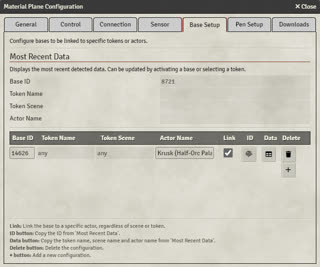 Material Plane Configuration
✕ Close
General
Control
Connection
Sensor
Base Setup
Pen Setup
Downloads
Configure bases to be linked to specific tokens or actors.
Most Recent Data
Displays the most recent detected data. Can be updated by activating a base or selecting a token.
Base ID 8721
Token Name
Token Scene
Actor Name
Base ID Token Name Token Scene Actor Name Link ID Data Delete
14626 any any Krusk (Half-Orc Pala
+
Link: Link the base to a specific actor, regardless of scene or token.
ID button: Copy the ID from 'Most Recent Data'.
Data button: Copy the token name, scene name and actor name from 'Most Recent Data'.
Delete button: Delete the configuration.
+ button: Add a new configuration.